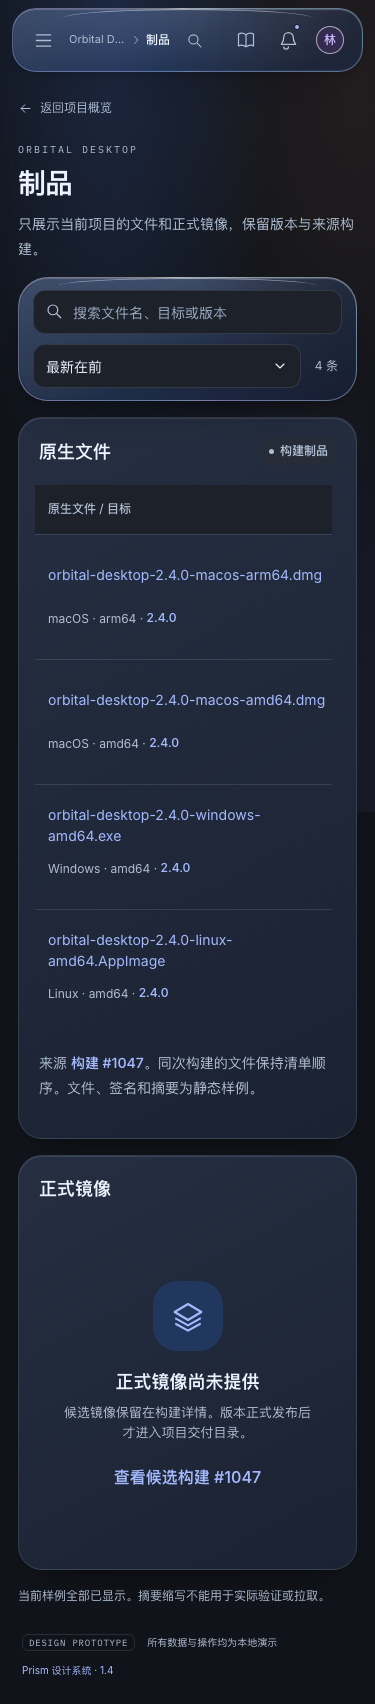 Orbital D... > 制品
林
← 返回项目概览
ORBITAL DESKTOP
制品
只展示当前项目的文件和正式镜像，保留版本与来源构
建。
搜索文件名、目标或版本
最新在前
4 条
原生文件
构建制品
原生文件 / 目标
orbital-desktop-2.4.0-macos-arm64.dmg
macOS · arm64 · 2.4.0
orbital-desktop-2.4.0-macos-amd64.dmg
macOS · amd64 · 2.4.0
orbital-desktop-2.4.0-windows-
amd64.exe
Windows · amd64 · 2.4.0
orbital-desktop-2.4.0-linux-
amd64.AppImage
Linux · amd64 · 2.4.0
来源 构建 #1047。同次构建的文件保持清单顺
序。文件、签名和摘要为静态样例。
正式镜像
正式镜像尚未提供
候选镜像保留在构建详情。版本正式发布后
才进入项目交付目录。
查看候选构建 #1047
当前样例全部已显示。摘要缩写不能用于实际验证或拉取。
DESIGN PROTOTYPE 所有数据与操作均为本地演示
Prism 设计系统 · 1.4